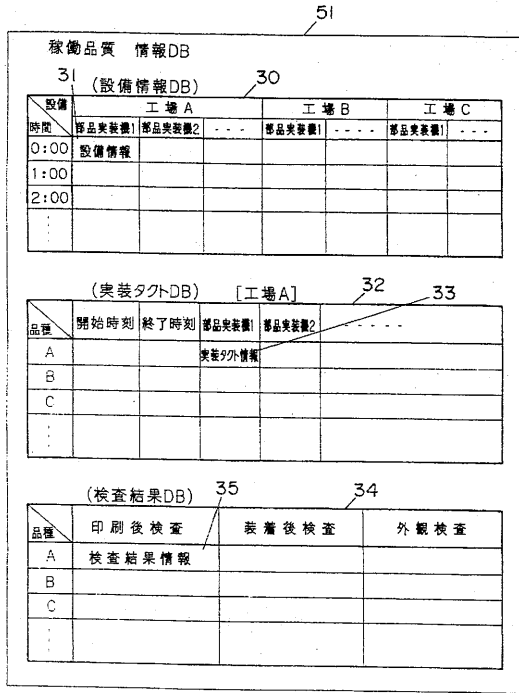 51
稼働品質 情報DB
31 (設備情報DB) 30
設備 工場A 工場B 工場C
時間 部品実装機1 部品実装機2 - - - 部品実装機1 - - - - 部品実装機1 - - -
0:00 設備情報
1:00
2:00
(実装タクトDB) [工場A] 32 33
品種 開始時刻 終了時刻 部品実装機1 部品実装機2 - - - - -
A 実装タクト情報
B
C
(検査結果DB) 35 34
品種 印刷後検査 装着後検査 外観検査
A 検査結果情報
B
C